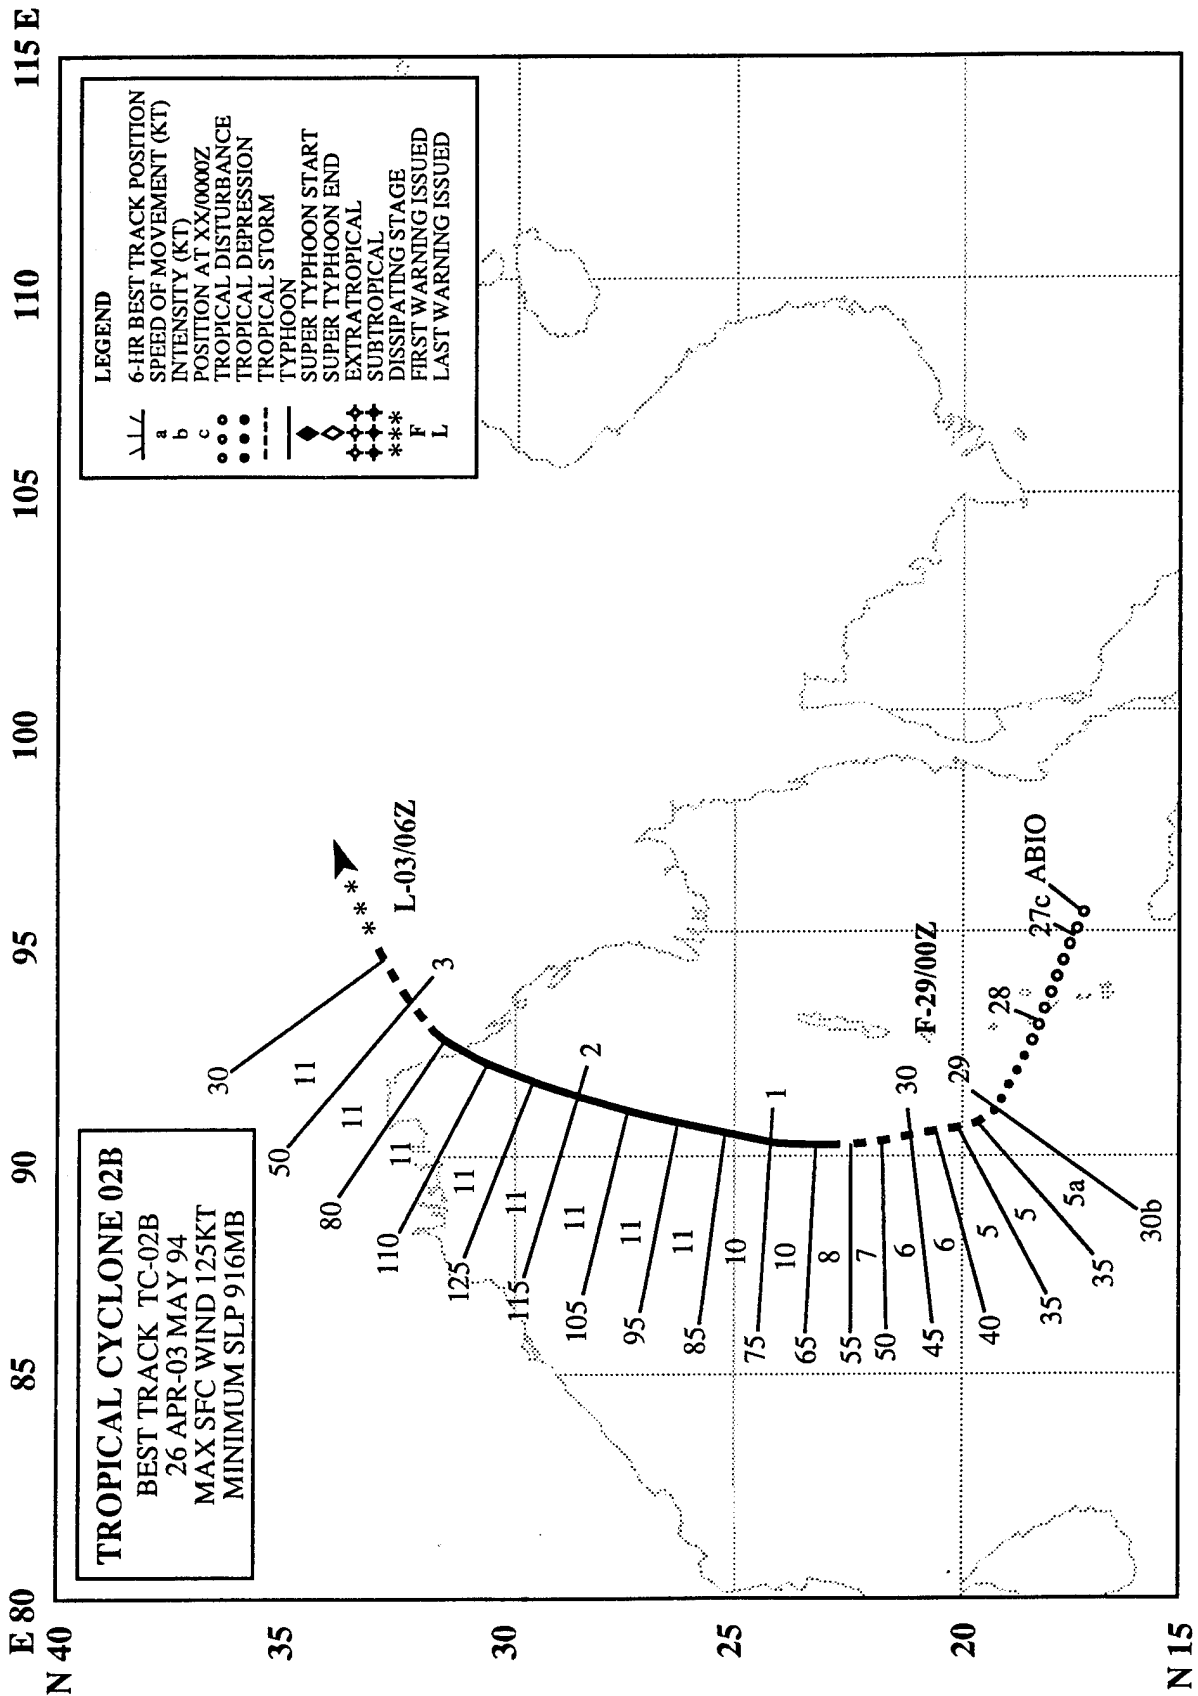 TROPICAL CYCLONE 02B
BEST TRACK TC-02B
26 APR-03 MAY 94
MAX SFC WIND 125KT
MINIMUM SLP 916MB
LEGEND
6-HR BEST TRACK POSITION
a SPEED OF MOVEMENT (KT)
b INTENSITY (KT)
c POSITION AT XX/0000Z
TROPICAL DISTURBANCE
TROPICAL DEPRESSION
TROPICAL STORM
TYPHOON
SUPER TYPHOON START
SUPER TYPHOON END
EXTRATROPICAL
SUBTROPICAL
*** DISSIPATING STAGE
F FIRST WARNING ISSUED
L LAST WARNING ISSUED
E 80 85 90 95 100 105 110 115 E
N 40
35
30
25
20
N 15
L-03/06Z
* * *
30
11
50
3
11
80
11
110
11
125
11
115
2
11
105
11
95
11
85
10
75
1
10
65
8
55
7
50
6
45
30
6
40
5
35
5
35
5a
30b
29
F-29/00Z
28
27c
ABIO